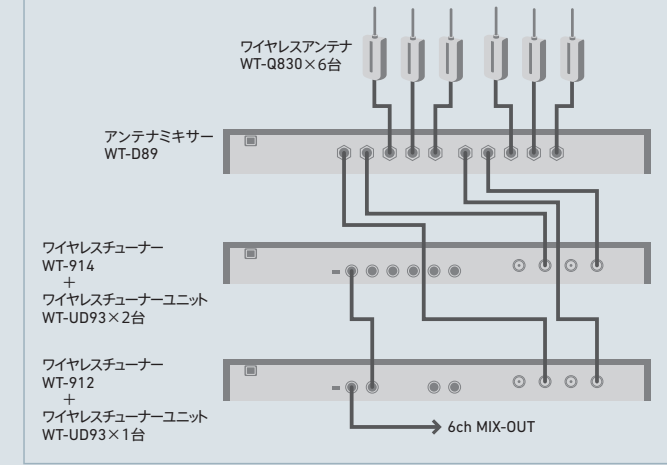 ワイヤレスアンテナ
WT-Q830×6台
アンテナミキサー
WT-D89
ワイヤレスチューナー
WT-914
＋
ワイヤレスチューナーユニット
WT-UD93×2台
ワイヤレスチューナー
WT-912
＋
ワイヤレスチューナーユニット
WT-UD93×1台
6ch MIX-OUT